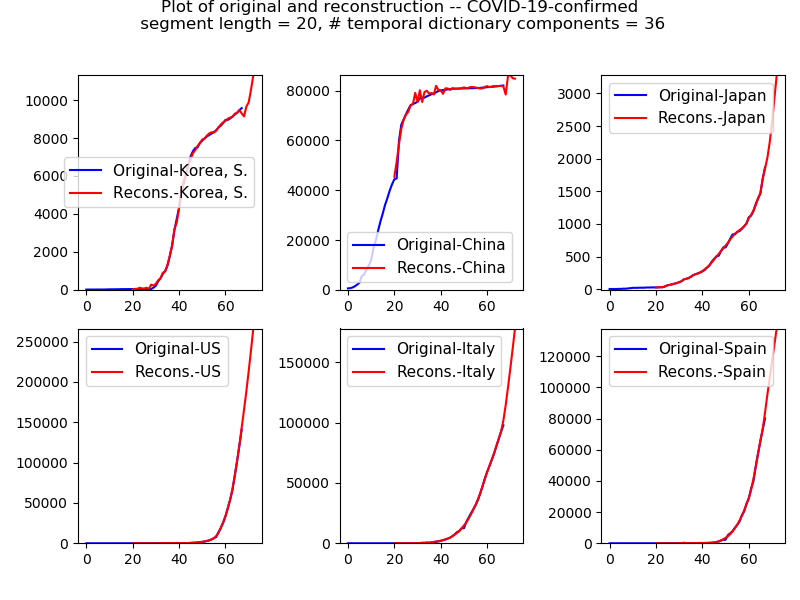 Plot of original and reconstruction -- COVID-19-confirmed
segment length = 20, # temporal dictionary components = 36
10000
8000
6000
4000
2000
0
Original-Korea, S.
Recons.-Korea, S.
0 20 40 60
80000
60000
40000
20000
0
Original-China
Recons.-China
0 20 40 60
3000
2500
2000
1500
1000
500
0
Original-Japan
Recons.-Japan
0 20 40 60
250000
200000
150000
100000
50000
0
Original-US
Recons.-US
0 20 40 60
150000
100000
50000
0
Original-Italy
Recons.-Italy
0 20 40 60
120000
100000
80000
60000
40000
20000
0
Original-Spain
Recons.-Spain
0 20 40 60